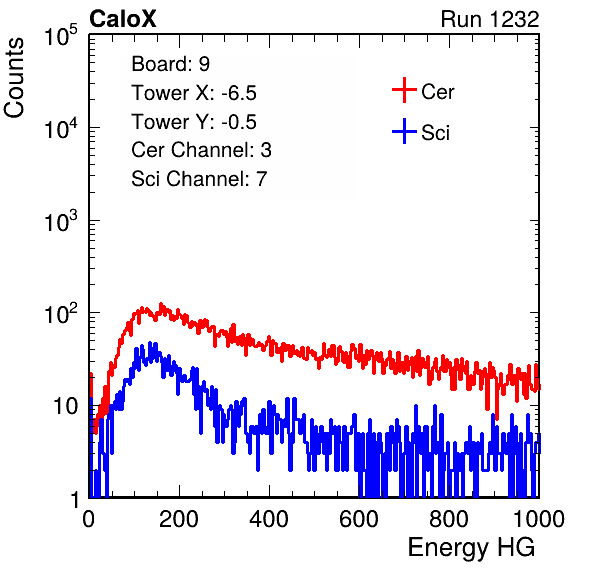 CaloX Run 1232
Counts
Board: 9
Tower X: -6.5
Tower Y: -0.5
Cer Channel: 3
Sci Channel: 7
Cer
Sci
10^5
10^4
10^3
10^2
10
1
0 200 400 600 800 1000
Energy HG